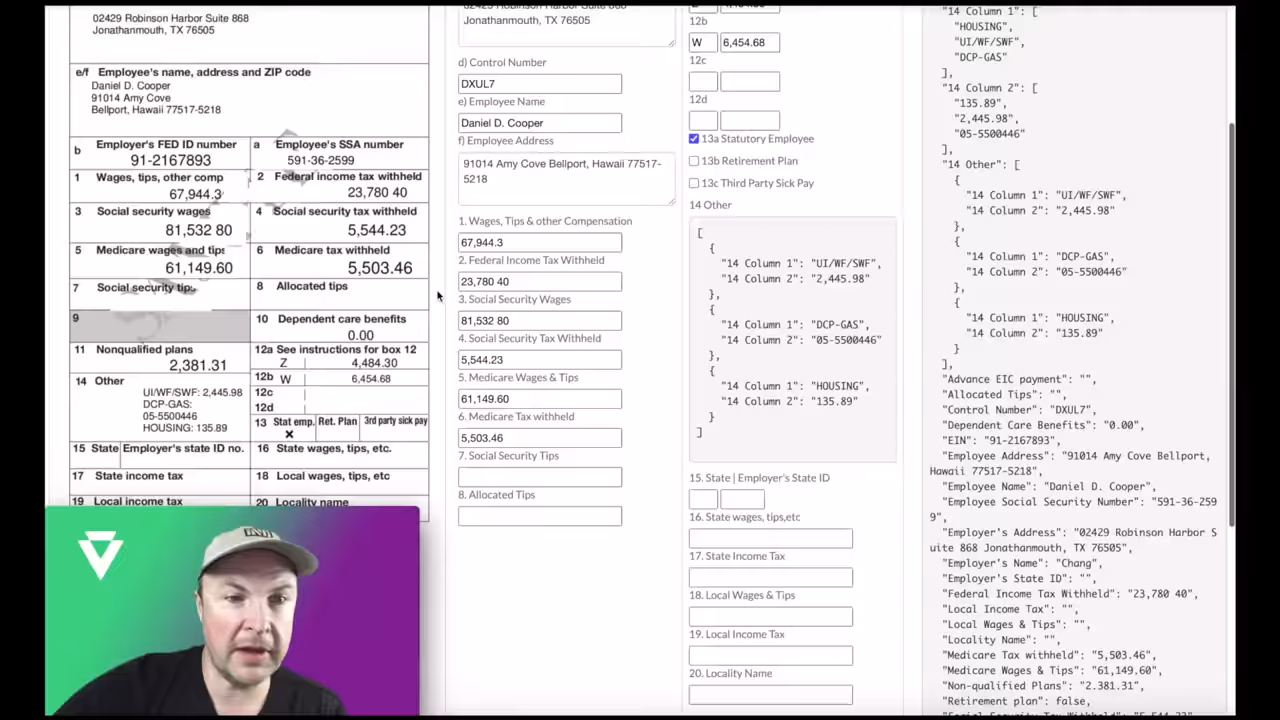 02429 Robinson Harbor Suite 868
Jonathanmouth, TX 76505
e/f Employee's name, address and ZIP code
Daniel D. Cooper
91014 Amy Cove
Bellport, Hawaii 77517-5218
b Employer's FED ID number
91-2167893
a Employee's SSA number
591-36-2599
1 Wages, tips, other comp
67,944.3
2 Federal income tax withheld
23,780 40
3 Social security wages
81,532 80
4 Social security tax withheld
5,544.23
5 Medicare wages and tips
61,149.60
6 Medicare tax withheld
5,503.46
7 Social security tips
8 Allocated tips
9
10 Dependent care benefits
0.00
11 Nonqualified plans
2,381.31
12a See instructions for box 12
Z 4,484.30
12b W 6,454.68
12c
12d
14 Other
UI/WF/SWF: 2,445.98
DCP-GAS:
05-5500446
HOUSING: 135.89
13 Stat emp. Ret. Plan 3rd party sick pay
X
15 State Employer's state ID no.
16 State wages, tips, etc.
17 State income tax
18 Local wages, tips, etc
19 Local income tax
20 Locality name
Jonathanmouth, TX 76505
d) Control Number
DXUL7
e) Employee Name
Daniel D. Cooper
f) Employee Address
91014 Amy Cove Bellport, Hawaii 77517-
5218
1. Wages, Tips & other Compensation
67,944.3
2. Federal Income Tax Withheld
23,780 40
3. Social Security Wages
81,532 80
4. Social Security Tax Withheld
5,544.23
5. Medicare Wages & Tips
61,149.60
6. Medicare Tax withheld
5,503.46
7. Social Security Tips
8. Allocated Tips
12b
W 6,454.68
12c
12d
13a Statutory Employee
13b Retirement Plan
13c Third Party Sick Pay
14 Other
[
{
"14 Column 1": "UI/WF/SWF",
"14 Column 2": "2,445.98"
},
{
"14 Column 1": "DCP-GAS",
"14 Column 2": "05-5500446"
},
{
"14 Column 1": "HOUSING",
"14 Column 2": "135.89"
}
]
15. State | Employer's State ID
16. State wages, tips,etc
17. State Income Tax
18. Local Wages & Tips
19. Local Income Tax
20. Locality Name
"14 Column 1": [
"HOUSING",
"UI/WF/SWF",
"DCP-GAS"
],
"14 Column 2": [
"135.89",
"2,445.98",
"05-5500446"
],
"14 Other": [
{
"14 Column 1": "UI/WF/SWF",
"14 Column 2": "2,445.98"
},
{
"14 Column 1": "DCP-GAS",
"14 Column 2": "05-5500446"
},
{
"14 Column 1": "HOUSING",
"14 Column 2": "135.89"
}
],
"Advance EIC payment": "",
"Allocated Tips": "",
"Control Number": "DXUL7",
"Dependent Care Benefits": "0.00",
"EIN": "91-2167893",
"Employee Address": "91014 Amy Cove Bellport,
Hawaii 77517-5218",
"Employee Name": "Daniel D. Cooper",
"Employee Social Security Number": "591-36-259
9",
"Employer's Address": "02429 Robinson Harbor S
uite 868 Jonathanmouth, TX 76505",
"Employer's Name": "Chang",
"Employer's State ID": "",
"Federal Income Tax Withheld": "23,780 40",
"Local Income Tax": "",
"Local Wages & Tips": "",
"Locality Name": "",
"Medicare Tax withheld": "5,503.46",
"Medicare Wages & Tips": "61,149.60",
"Non-qualified Plans": "2.381.31",
"Retirement plan": false,